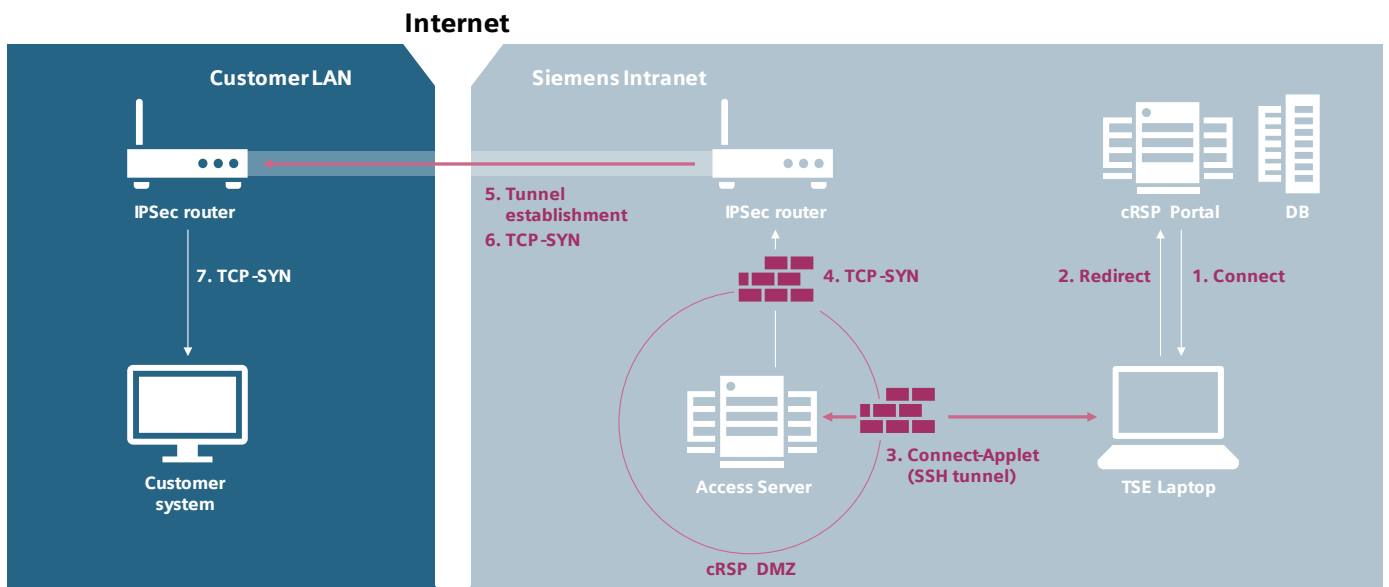 Internet
Customer LAN
Siemens Intranet
IPSec router
5. Tunnel
establishment
6. TCP-SYN
IPSec router
cRSP Portal
DB
7. TCP-SYN
4. TCP-SYN
2. Redirect
1. Connect
Customer
system
Access Server
3. Connect-Applet
(SSH tunnel)
TSE Laptop
cRSP DMZ